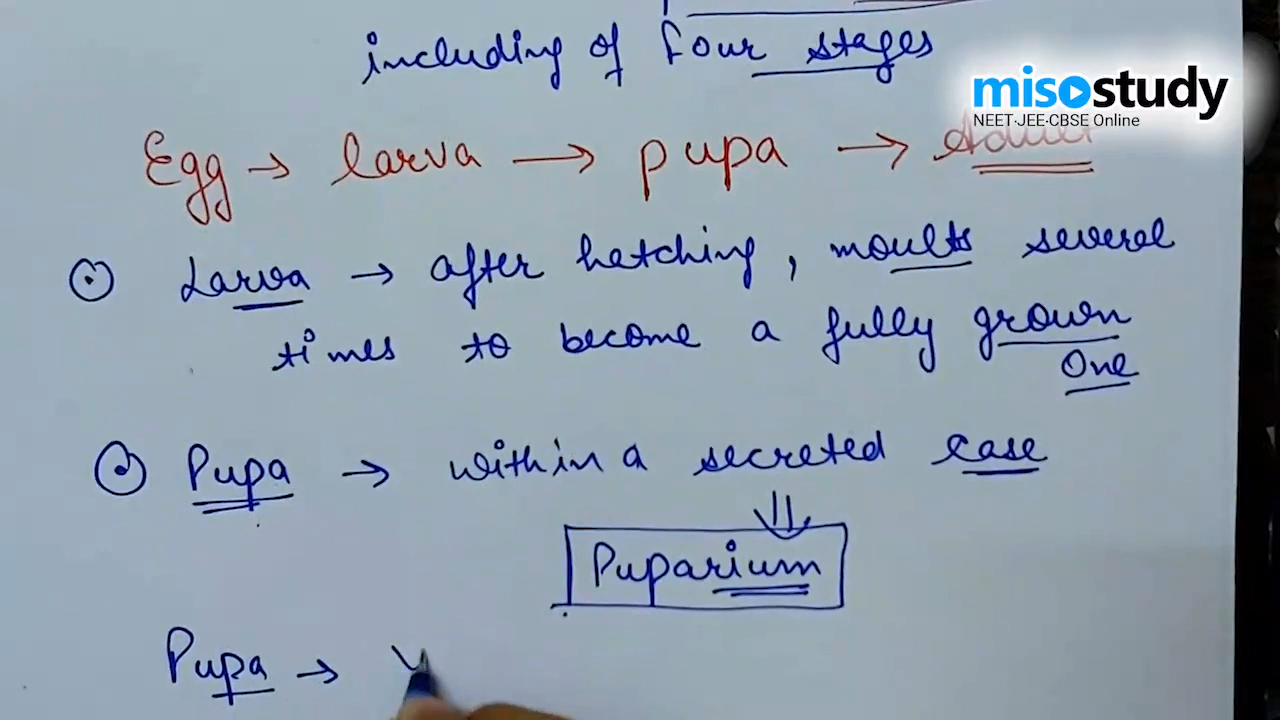 including of four stages
misostudy
NEET-JEE-CBSE Online
Egg → larva → pupa → Adult
Larva → after hatching, moults several
times to become a fully grown
One
Pupa → within a secreted case
Puparium
Pupa →